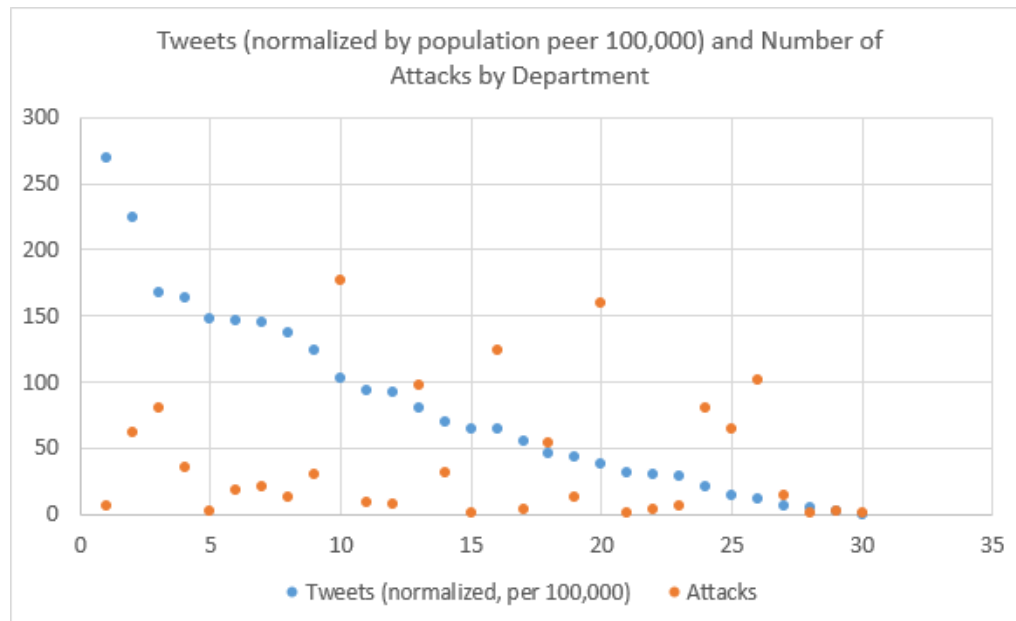 Tweets (normalized by population peer 100,000) and Number of
Attacks by Department
300
250
200
150
100
50
0
0 5 10 15 20 25 30 35
Tweets (normalized, per 100,000) Attacks